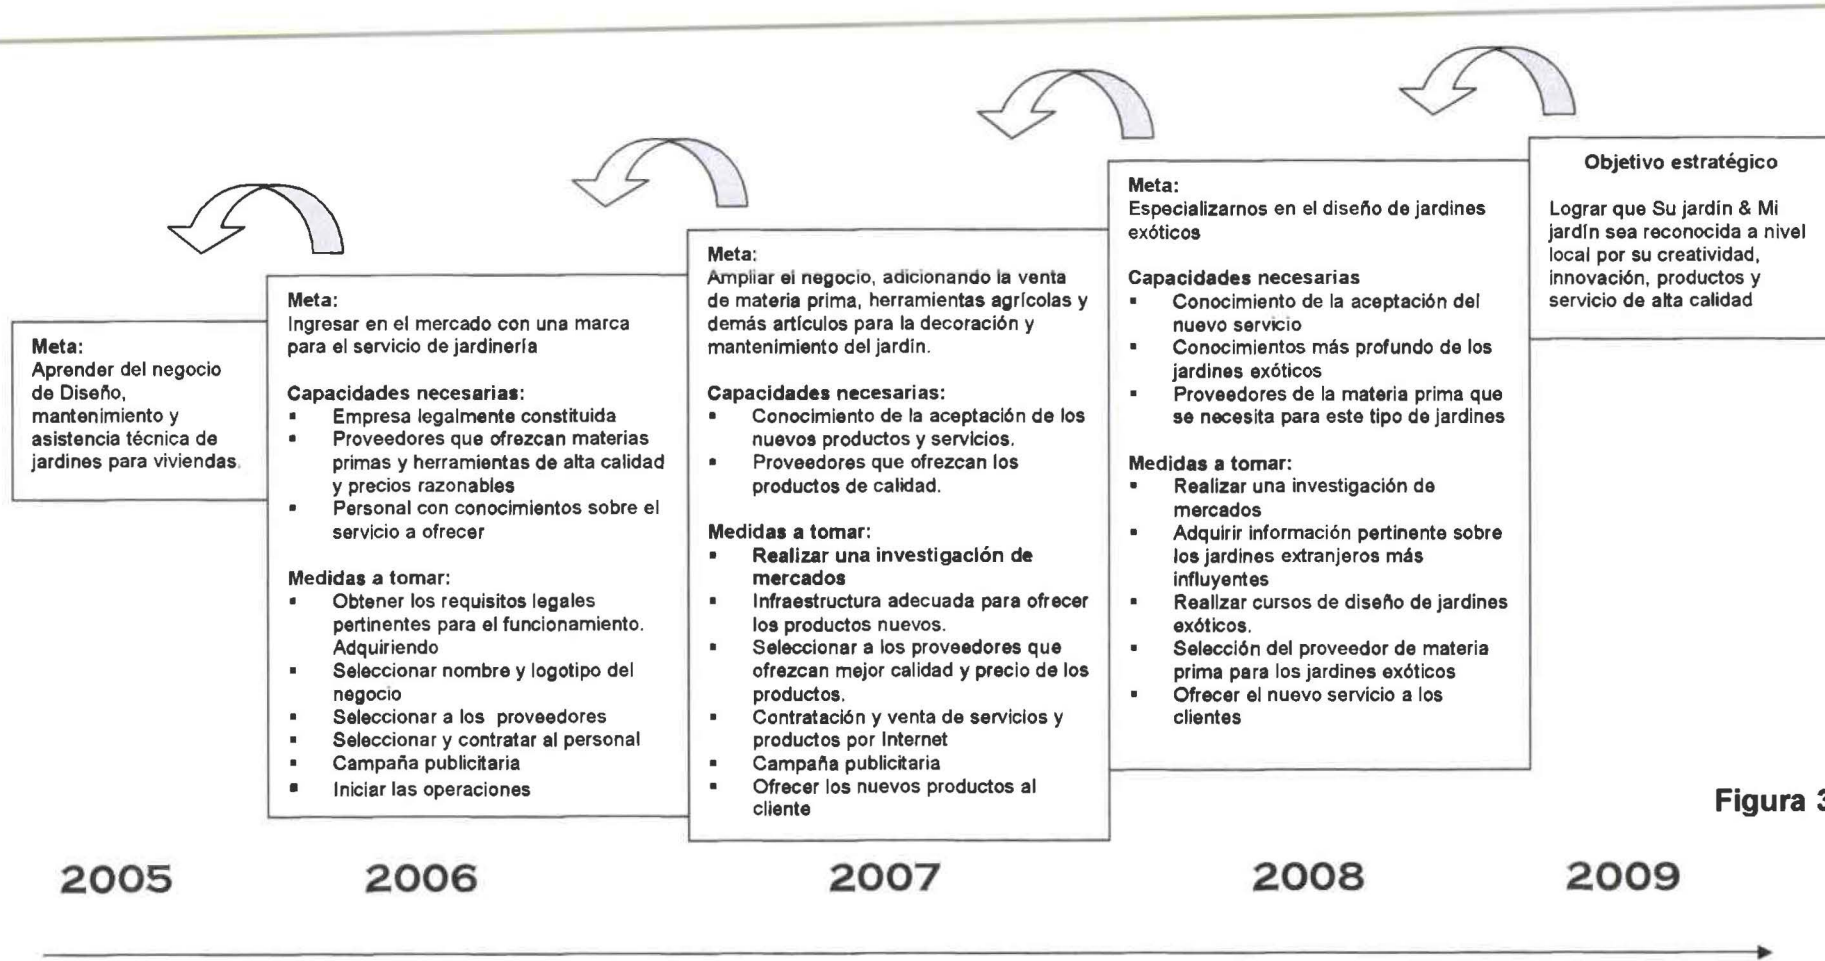 Meta:
Aprender del negocio
de Diseño,
mantenimiento y
asistencia técnica de
jardines para viviendas.
Meta:
Ingresar en el mercado con una marca
para el servicio de jardinería
Capacidades necesarias:
▪ Empresa legalmente constituida
▪ Proveedores que ofrezcan materias
primas y herramientas de alta calidad
y precios razonables
▪ Personal con conocimientos sobre el
servicio a ofrecer
Medidas a tomar:
▪ Obtener los requisitos legales
pertinentes para el funcionamiento.
Adquiriendo
▪ Seleccionar nombre y logotipo del
negocio
▪ Seleccionar a los proveedores
▪ Seleccionar y contratar al personal
▪ Campaña publicitaria
▪ Iniciar las operaciones
Meta:
Ampliar el negocio, adicionando la venta
de materia prima, herramientas agrícolas y
demás artículos para la decoración y
mantenimiento del jardín.
Capacidades necesarias:
▪ Conocimiento de la aceptación de los
nuevos productos y servicios.
▪ Proveedores que ofrezcan los
productos de calidad.
Medidas a tomar:
▪ Realizar una investigación de
mercados
▪ Infraestructura adecuada para ofrecer
los productos nuevos.
▪ Seleccionar a los proveedores que
ofrezcan mejor calidad y precio de los
productos.
▪ Contratación y venta de servicios y
productos por Internet
▪ Campaña publicitaria
▪ Ofrecer los nuevos productos al
cliente
Meta:
Especializarnos en el diseño de jardines
exóticos
Capacidades necesarias
▪ Conocimiento de la aceptación del
nuevo servicio
▪ Conocimientos más profundo de los
jardines exóticos
▪ Proveedores de la materia prima que
se necesita para este tipo de jardines
Medidas a tomar:
▪ Realizar una investigación de
mercados
▪ Adquirir información pertinente sobre
los jardines extranjeros más
influyentes
▪ Realizar cursos de diseño de jardines
exóticos.
▪ Selección del proveedor de materia
prima para los jardines exóticos
▪ Ofrecer el nuevo servicio a los
clientes
Objetivo estratégico
Lograr que Su jardín & Mi
jardín sea reconocida a nivel
local por su creatividad,
innovación, productos y
servicio de alta calidad
Figura 3
2005
2006
2007
2008
2009